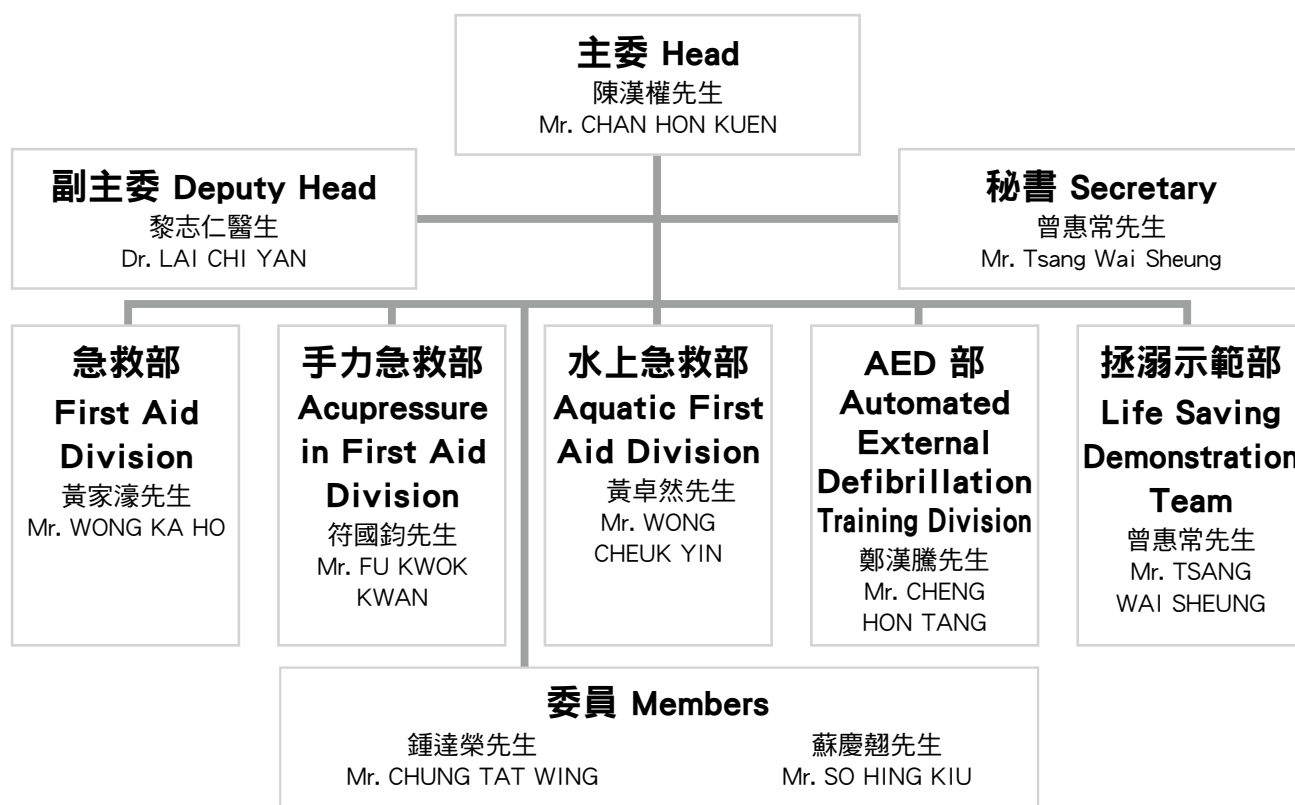 主委 Head
陳漢權先生
Mr. CHAN HON KUEN
副主委 Deputy Head
黎志仁醫生
Dr. LAI CHI YAN
秘書 Secretary
曾惠常先生
Mr. Tsang Wai Sheung
急救部
First Aid
Division
黃家濠先生
Mr. WONG KA HO
手力急救部
Acupressure
in First Aid
Division
符國鈞先生
Mr. FU KWOK
KWAN
水上急救部
Aquatic First
Aid Division
黃卓然先生
Mr. WONG
CHEUK YIN
AED 部
Automated
External
Defibrillation
Training Division
鄭漢騰先生
Mr. CHENG
HON TANG
拯溺示範部
Life Saving
Demonstration
Team
曾惠常先生
Mr. TSANG
WAI SHEUNG
委員 Members
鍾達榮先生
Mr. CHUNG TAT WING
蘇慶翹先生
Mr. SO HING KIU